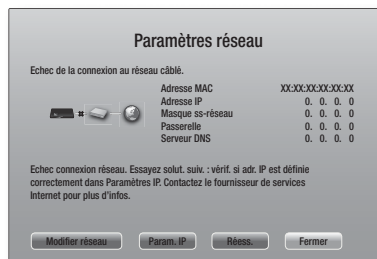 Paramètres réseau
Echec de la connexion au réseau câblé.
Adresse MAC XX:XX:XX:XX:XX:XX
Adresse IP 0. 0. 0. 0
Masque ss-réseau 0. 0. 0. 0
Passerelle 0. 0. 0. 0
Serveur DNS 0. 0. 0. 0
Echec connexion réseau. Essayez solut. suiv. : vérif. si adr. IP est définie
correctement dans Paramètres IP. Contactez le fournisseur de services
Internet pour plus d'infos.
Modifier réseau Param. IP Réess. Fermer